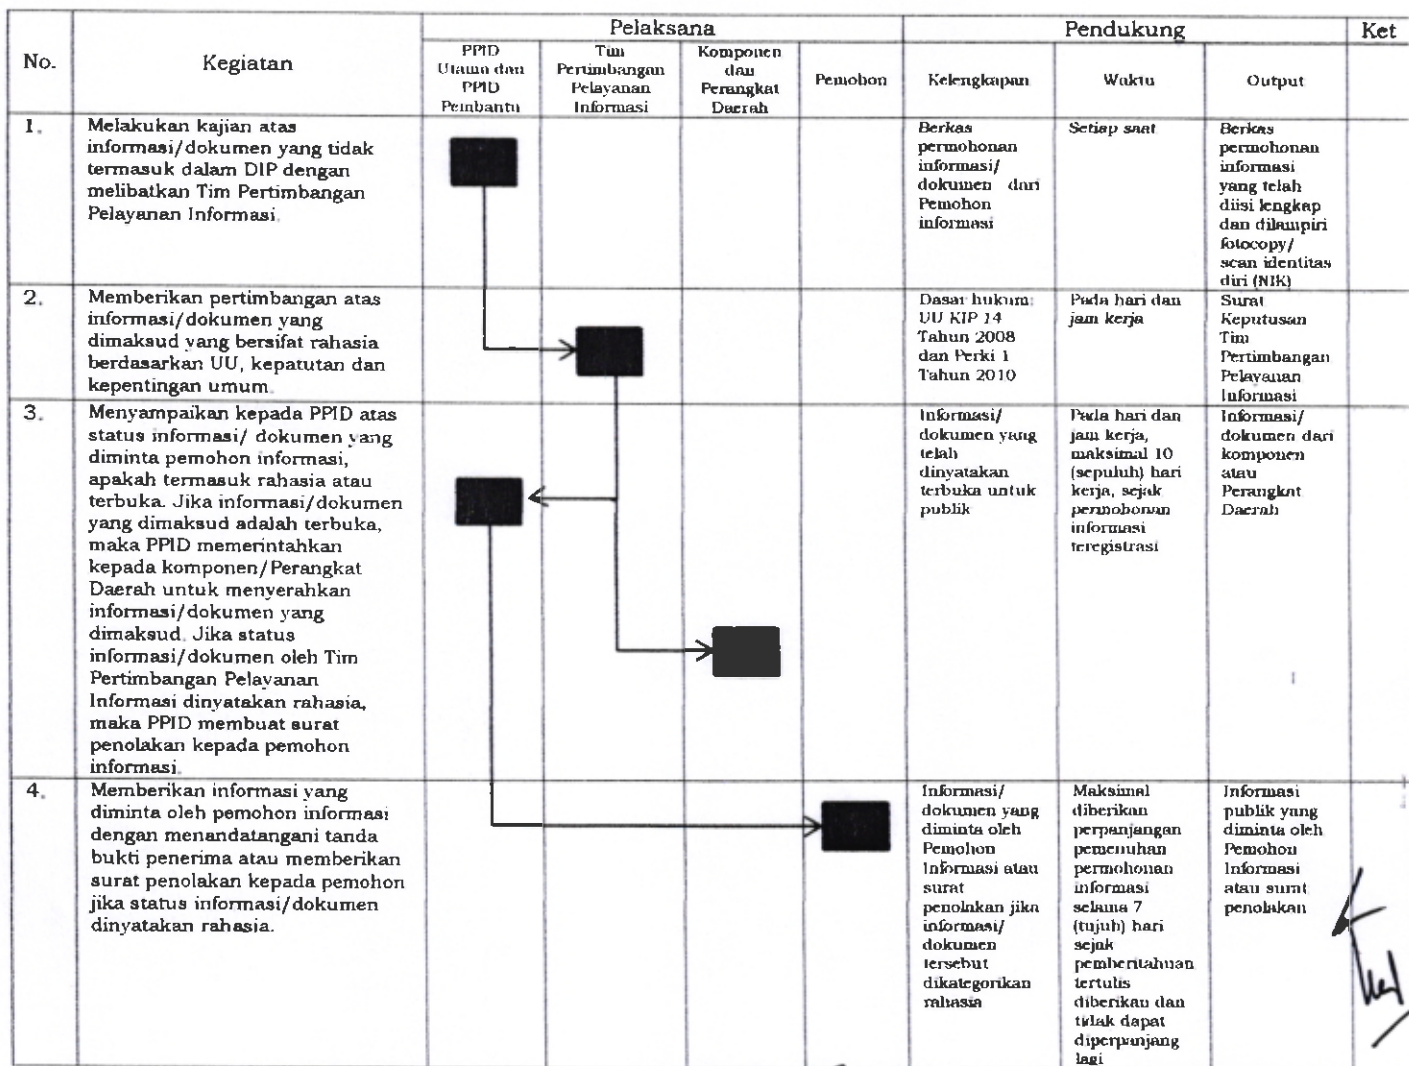 Pelaksana
Pendukung
Ket
No.
Kegiatan
PPID
Utama dan
PPID
Pembantu
Tim
Pertimbangan
Pelayanan
Informasi
Komponen
dan
Perangkat
Daerah
Pemohon
Kelengkapan
Waktu
Output
1.
Melakukan kajian atas
informasi/dokumen yang tidak
termasuk dalam DIP dengan
melibatkan Tim Pertimbangan
Pelayanan Informasi.
Berkas
permohonan
informasi/
dokumen dari
Pemohon
informasi
Setiap saat
Berkas
permohonan
informasi
yang telah
diisi lengkap
dan dilampiri
fotocopy/
scan identitas
diri (NIK)
2.
Memberikan pertimbangan atas
informasi/dokumen yang
dimaksud yang bersifat rahasia
berdasarkan UU, kepatutan dan
kepentingan umum.
Dasar hukum:
UU KIP 14
Tahun 2008
dan Perki 1
Tahun 2010
Pada hari dan
jam kerja
Surat
Keputusan
Tim
Pertimbangan
Pelayanan
Informasi
3.
Menyampaikan kepada PPID atas
status informasi/ dokumen yang
diminta pemohon informasi,
apakah termasuk rahasia atau
terbuka. Jika informasi/dokumen
yang dimaksud adalah terbuka,
maka PPID memerintahkan
kepada komponen/Perangkat
Daerah untuk menyerahkan
informasi/dokumen yang
dimaksud. Jika status
informasi/dokumen oleh Tim
Pertimbangan Pelayanan
Informasi dinyatakan rahasia,
maka PPID membuat surat
penolakan kepada pemohon
informasi.
Informasi/
dokumen yang
telah
dinyatakan
terbuka untuk
publik
Pada hari dan
jam kerja,
maksimal 10
(sepuluh) hari
kerja, sejak
permohonan
informasi
teregistrasi
Informasi/
dokumen dari
komponen
atau
Perangkat
Daerah
4.
Memberikan informasi yang
diminta oleh pemohon informasi
dengan menandatangani tanda
bukti penerima atau memberikan
surat penolakan kepada pemohon
jika status informasi/dokumen
dinyatakan rahasia.
Informasi/
dokumen yang
diminta oleh
Pemohon
Informasi atau
surat
penolakan jika
informasi/
dokumen
tersebut
dikategorikan
rahasia
Maksimal
diberikan
perpanjangan
pemenuhan
permohonan
informasi
selama 7
(tujuh) hari
sejak
pemberitahuan
tertulis
diberikan dan
tidak dapat
diperpanjang
lagi
Informasi
publik yang
diminta oleh
Pemohon
Informasi
atau surat
penolakan